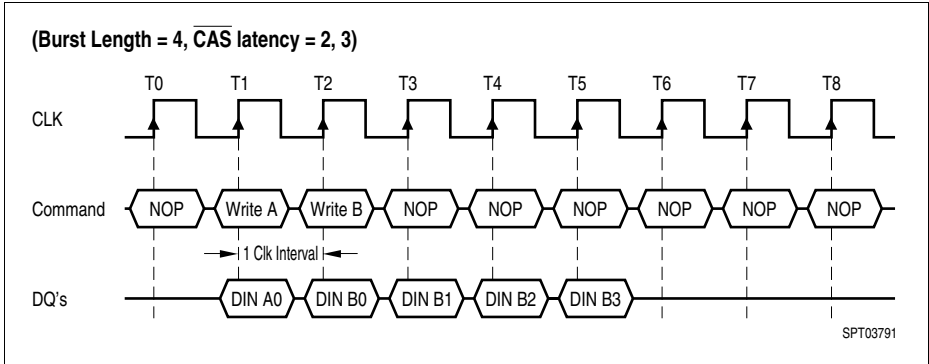 (Burst Length = 4, CAS latency = 2, 3)
T0 T1 T2 T3 T4 T5 T6 T7 T8
CLK
Command NOP Write A Write B NOP NOP NOP NOP NOP NOP
1 Clk Interval
DQ's DIN A0 DIN B0 DIN B1 DIN B2 DIN B3
SPT03791